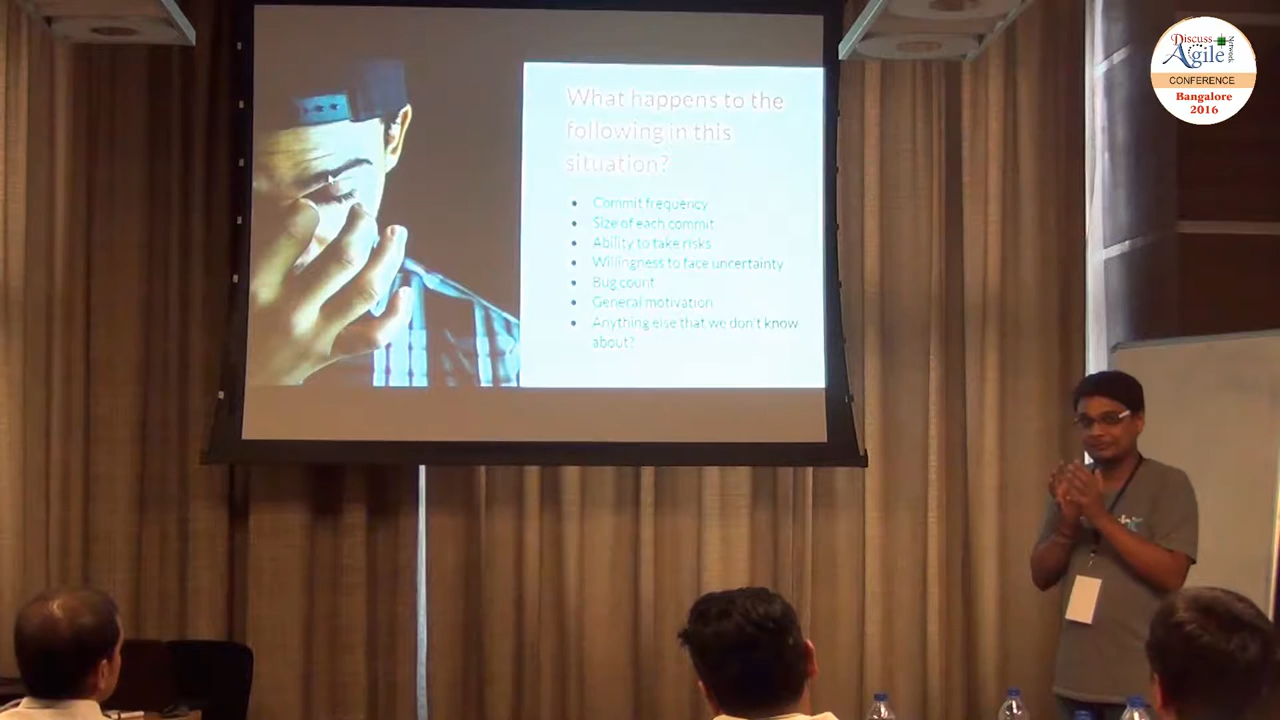 What happens to the
following in this
situation?
• Commit frequency
• Size of each commit
• Ability to take risks
• Willingness to face uncertainty
• Bug count
• General motivation
• Anything else that we don't know
about?
Discuss
Agile
Network
CONFERENCE
Bangalore
2016